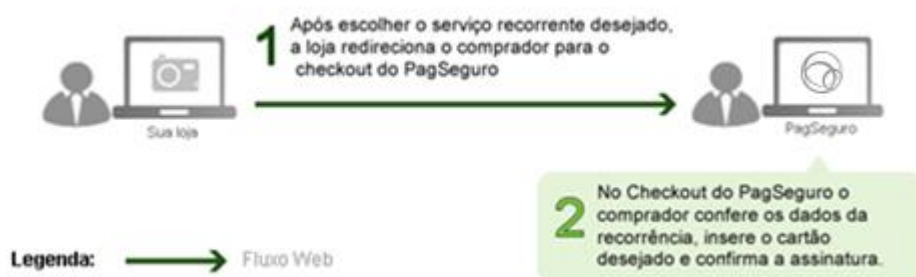 1
Após escolher o serviço recorrente desejado,
a loja redireciona o comprador para o
checkout do PagSeguro
Sua loja
PagSeguro
2
No Checkout do PagSeguro o
comprador confere os dados da
recorrência, insere o cartão
desejado e confirma a assinatura.
Legenda:
Fluxo Web